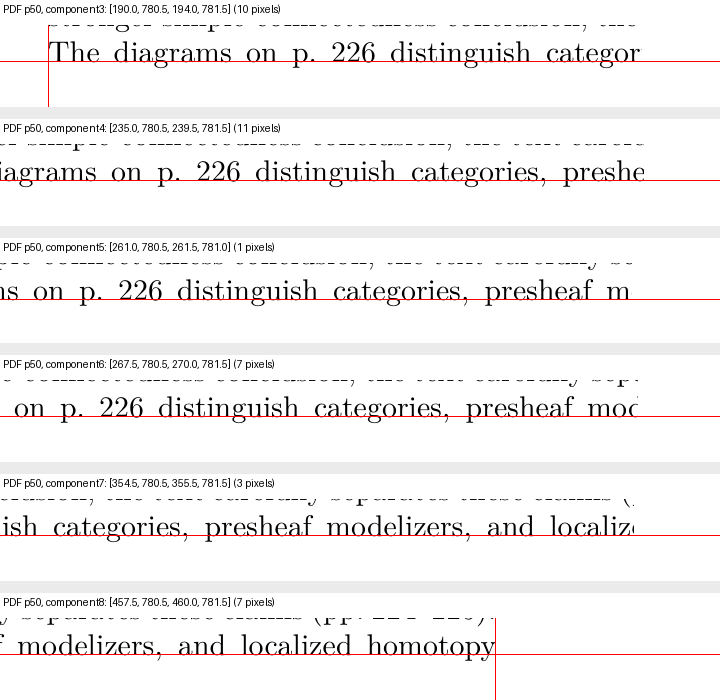 PDF p50, component3: [190.0, 780.5, 194.0, 781.5] (10 pixels)
The diagrams on p. 226 distinguish categor
PDF p50, component4: [235.0, 780.5, 239.5, 781.5] (11 pixels)
iagrams on p. 226 distinguish categories, preshe
PDF p50, component5: [261.0, 780.5, 261.5, 781.0] (1 pixels)
ns on p. 226 distinguish categories, presheaf m
PDF p50, component6: [267.5, 780.5, 270.0, 781.5] (7 pixels)
on p. 226 distinguish categories, presheaf mod
PDF p50, component7: [354.5, 780.5, 355.5, 781.5] (3 pixels)
ish categories, presheaf modelizers, and localize
PDF p50, component8: [457.5, 780.5, 460.0, 781.5] (7 pixels)
f modelizers, and localized homotopy